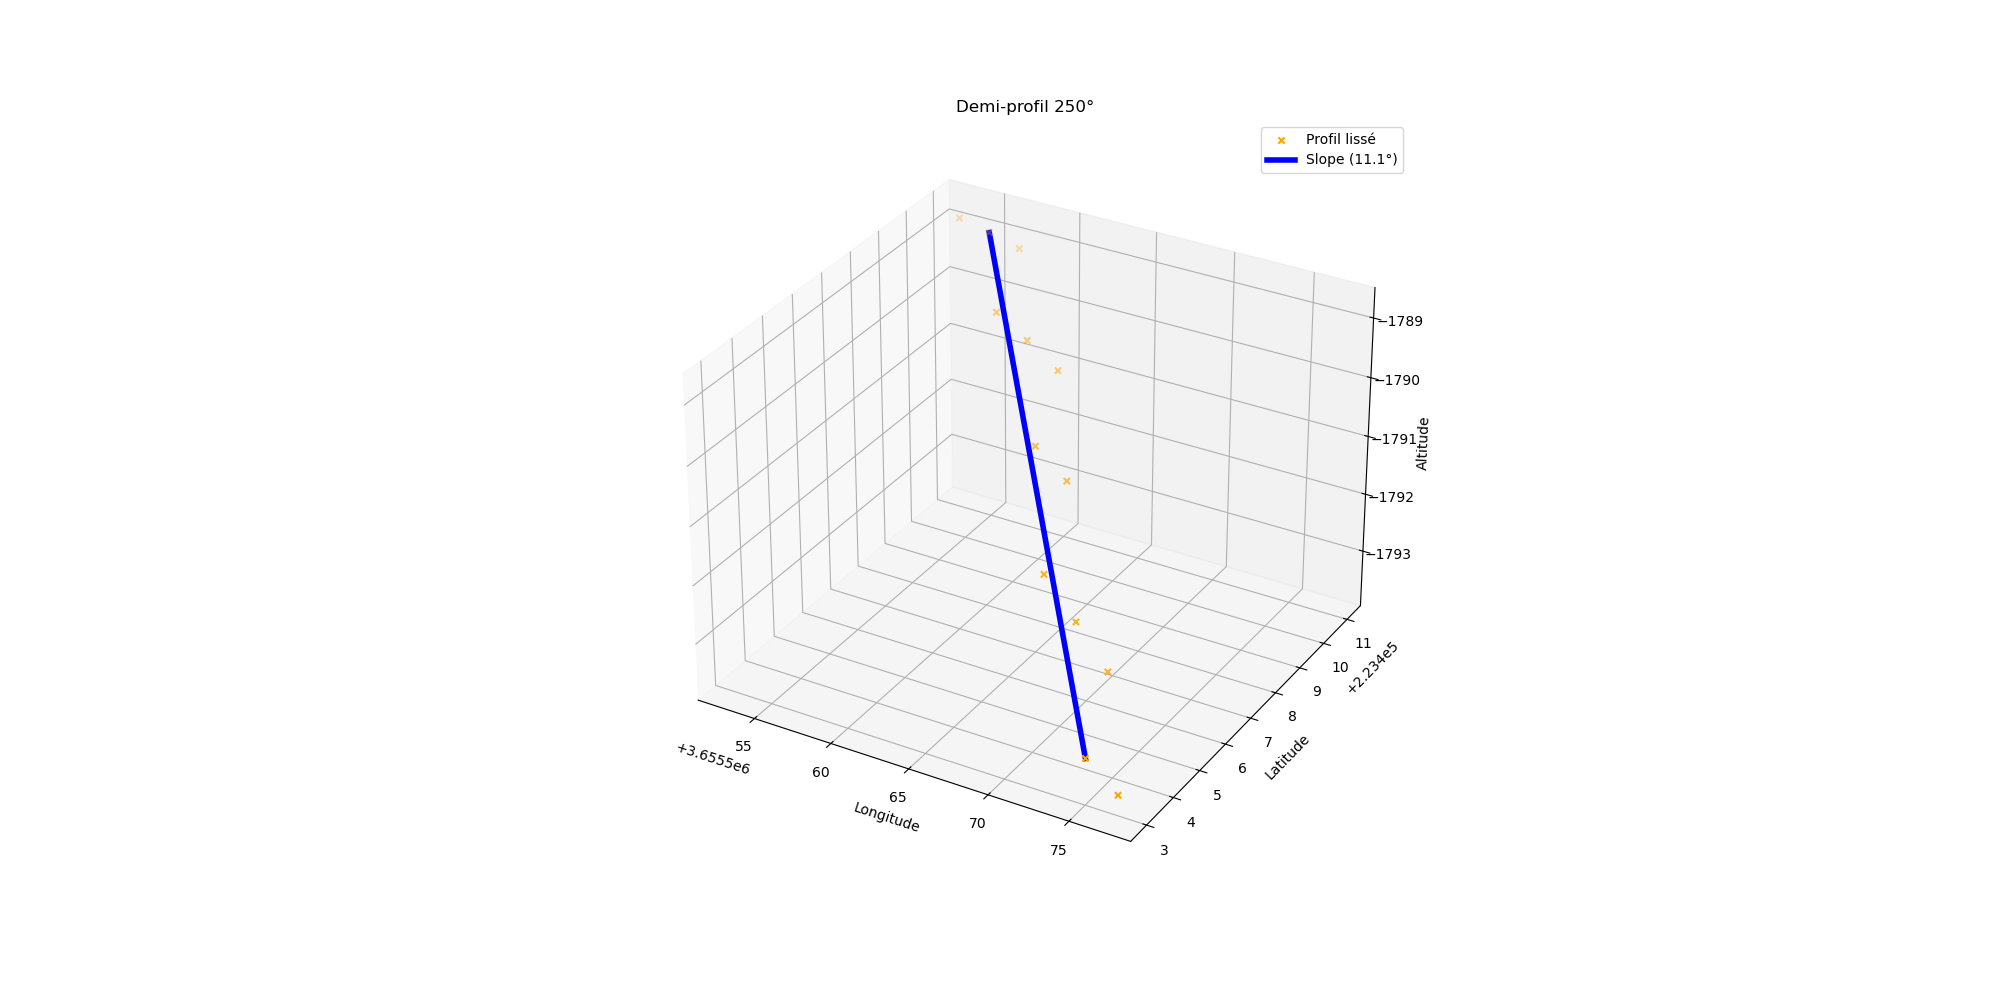 Demi-profil 250°
Profil lissé
Slope (11.1°)
−1789
−1790
−1791
−1792
−1793
Altitude
11
10
9
8
7
6
5
4
3
+2.234e5
Latitude
55
60
65
70
75
+3.6555e6
Longitude